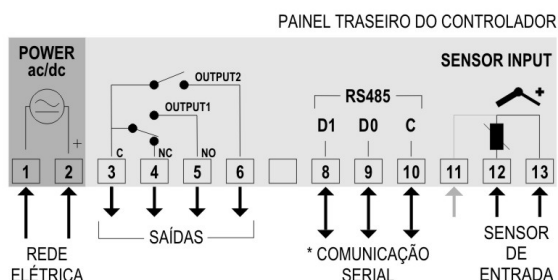 PAINEL TRASEIRO DO CONTROLADOR
POWER
ac/dc
+
OUTPUT2
OUTPUT1
C
NC
NO
RS485
D1
D0
C
SENSOR INPUT
+
1
2
3
4
5
6
8
9
10
11
12
13
REDE
ELÉTRICA
SAÍDAS
* COMUNICAÇÃO
SERIAL
SENSOR
DE
ENTRADA